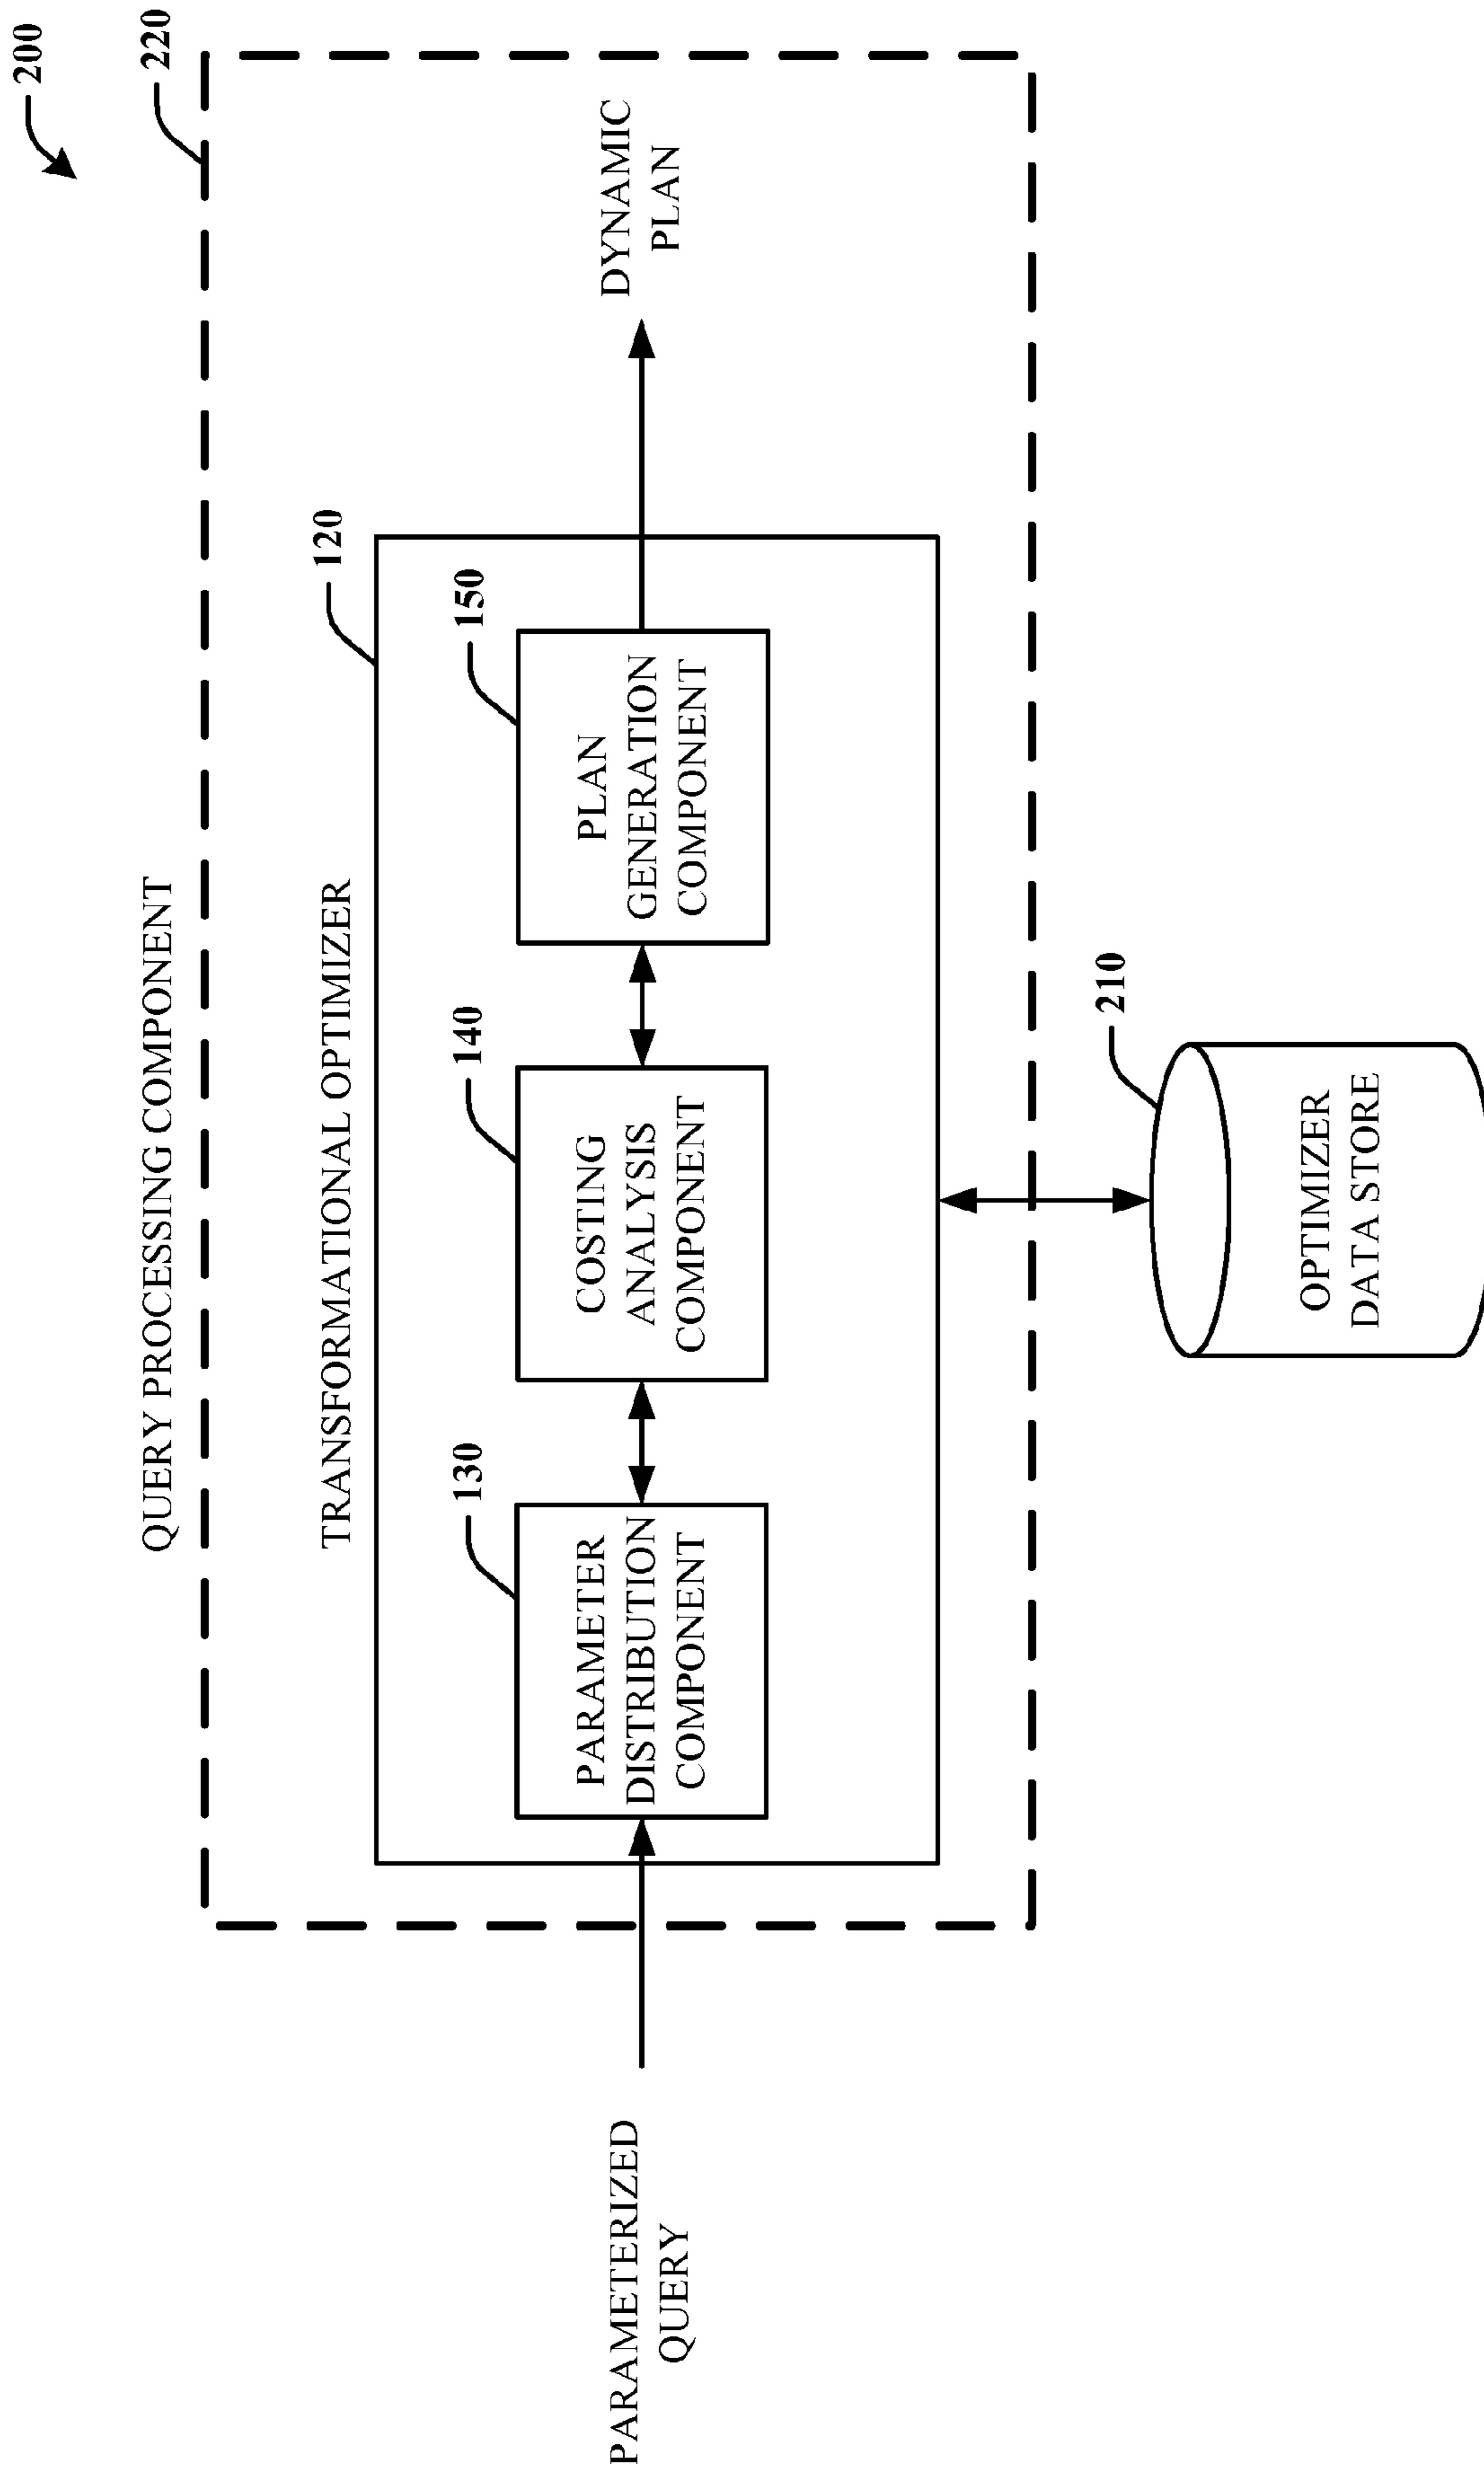 200
220
QUERY PROCESSING COMPONENT
120
TRANSFORMATIONAL OPTIMIZER
130
140
150
PARAMETERIZED
QUERY
PARAMETER
DISTRIBUTION
COMPONENT
COSTING
ANALYSIS
COMPONENT
PLAN
GENERATION
COMPONENT
DYNAMIC
PLAN
210
OPTIMIZER
DATA STORE